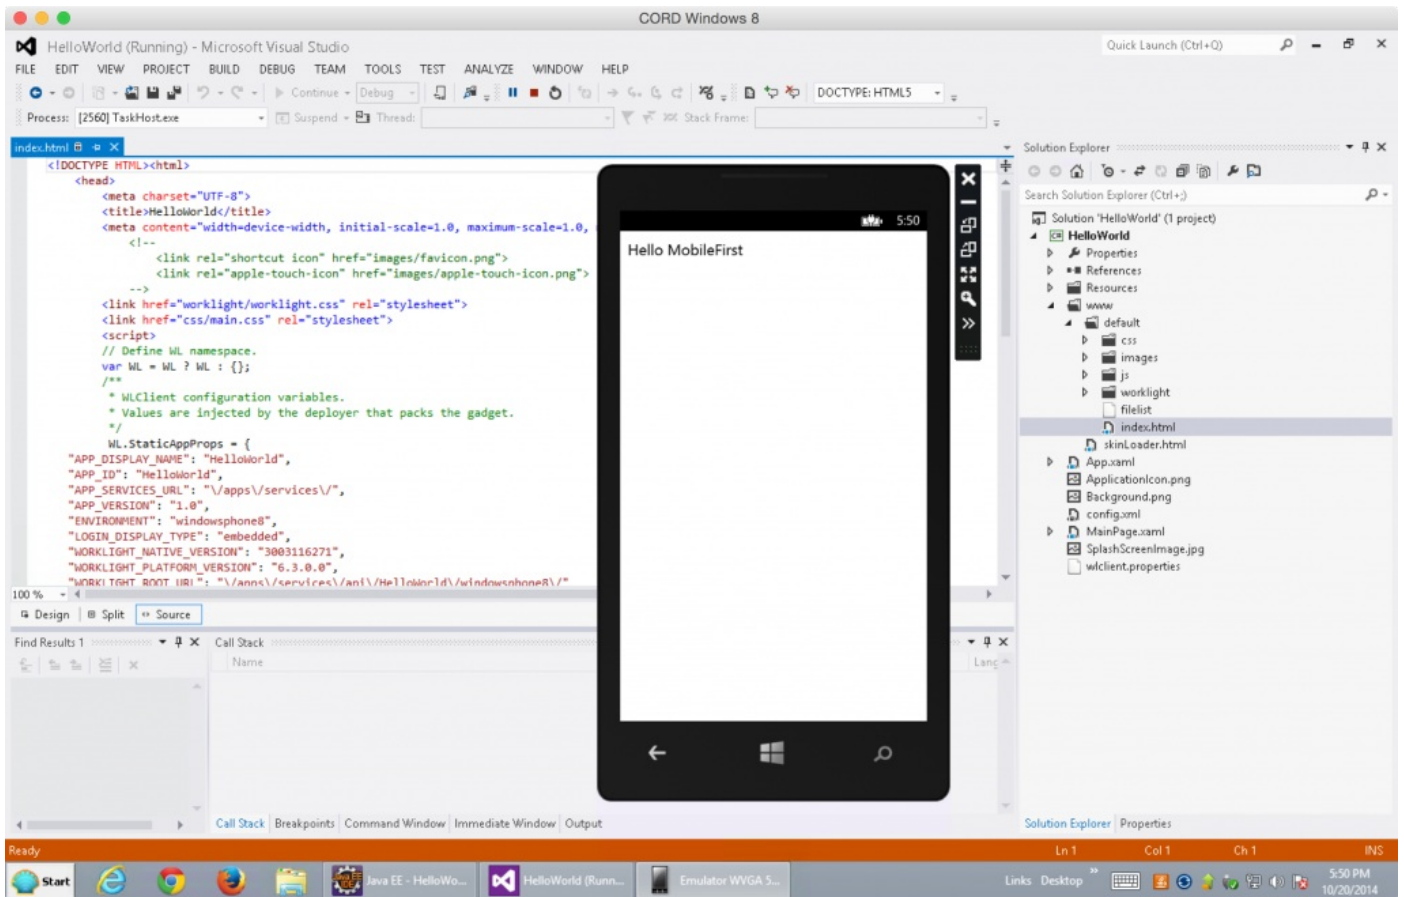 CORD Windows 8
HelloWorld (Running) - Microsoft Visual Studio
Quick Launch (Ctrl+Q)
FILE EDIT VIEW PROJECT BUILD DEBUG TEAM TOOLS TEST ANALYZE WINDOW HELP
Continue Debug DOCTYPE: HTML5
Process: [2560] TaskHost.exe Suspend Thread: Stack Frame:
index.html
<!DOCTYPE HTML><html>
<head>
<meta charset="UTF-8">
<title>HelloWorld</title>
<meta content="width=device-width, initial-scale=1.0, maximum-scale=1.0,
<!--
<link rel="shortcut icon" href="images/favicon.png">
<link rel="apple-touch-icon" href="images/apple-touch-icon.png">
-->
<link href="worklight/worklight.css" rel="stylesheet">
<link href="css/main.css" rel="stylesheet">
<script>
// Define WL namespace.
var WL = WL ? WL : {};
/**
* WLClient configuration variables.
* Values are injected by the deployer that packs the gadget.
*/
WL.StaticAppProps = {
"APP_DISPLAY_NAME": "HelloWorld",
"APP_ID": "HelloWorld",
"APP_SERVICES_URL": "\/apps\/services\/",
"APP_VERSION": "1.0",
"ENVIRONMENT": "windowsphone8",
"LOGIN_DISPLAY_TYPE": "embedded",
"WORKLIGHT_NATIVE_VERSION": "3003116271",
"WORKLIGHT_PLATFORM_VERSION": "6.3.0.0",
"WORKLIGHT_ROOT_URL": "\/apps\/services\/api\/HelloWorld\/windowsphone8\/"
100 %
Design Split Source
5:50
Hello MobileFirst
Solution Explorer
Search Solution Explorer (Ctrl+;)
Solution 'HelloWorld' (1 project)
HelloWorld
Properties
References
Resources
www
default
css
images
js
worklight
filelist
index.html
skinLoader.html
App.xaml
ApplicationIcon.png
Background.png
config.xml
MainPage.xaml
SplashScreenImage.jpg
wlclient.properties
Find Results 1
Call Stack
Name
Lang
Call Stack Breakpoints Command Window Immediate Window Output
Solution Explorer Properties
Ready Ln 1 Col 1 Ch 1 INS
Start
Java EE - HelloWo...
HelloWorld (Runn...
Emulator WVGA 5...
Links Desktop
5:50 PM
10/20/2014